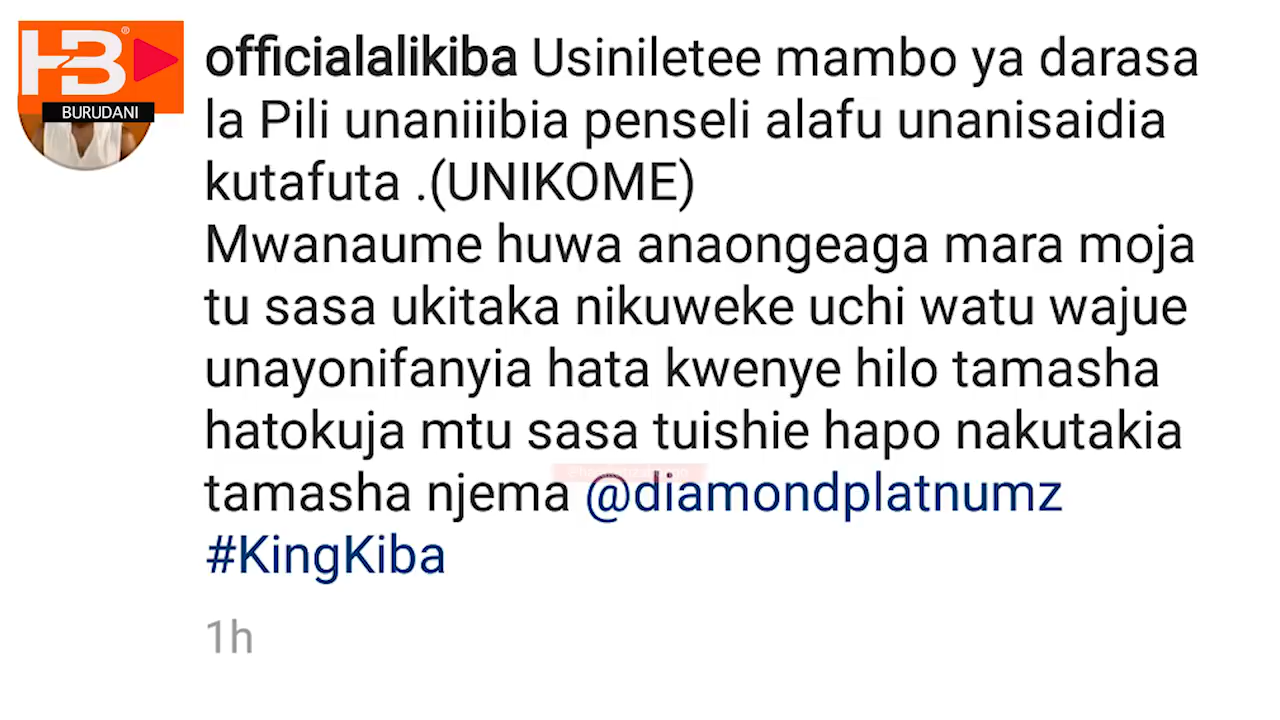 HB®
BURUDANI
officialalikiba Usiniletee mambo ya darasa
la Pili unaniiibia penseli alafu unanisaidia
kutafuta .(UNIKOME)
Mwanaume huwa anaongeaga mara moja
tu sasa ukitaka nikuweke uchi watu wajue
unayonifanyia hata kwenye hilo tamasha
hatokuja mtu sasa tuishie hapo nakutakia
tamasha njema @diamondplatnumz
#KingKiba
1h